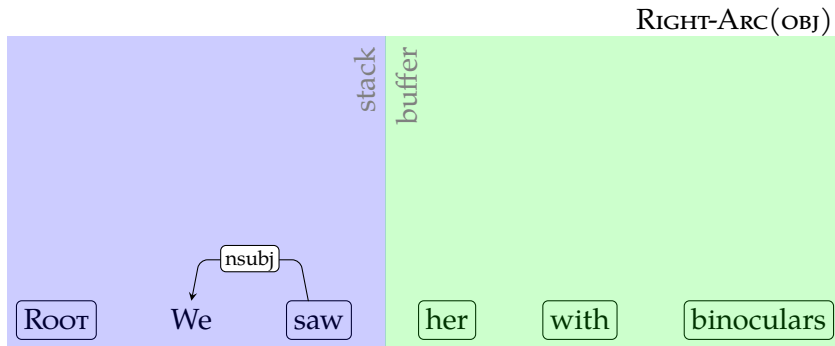 Right-Arc(obj)
stack
buffer
nsubj
Root We saw her with binoculars